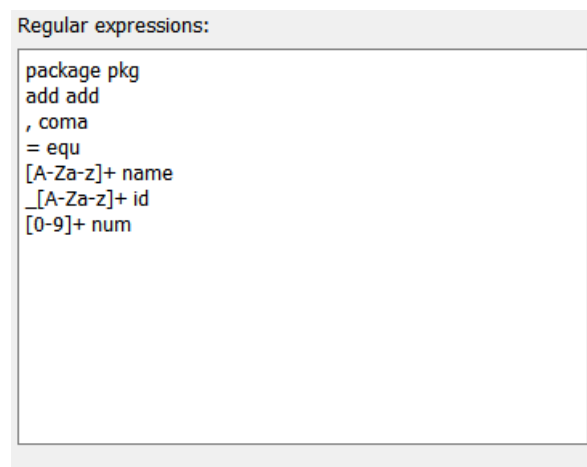 Regular expressions:
package pkg
add add
, coma
= equ
[A-Za-z]+ name
_[A-Za-z]+ id
[0-9]+ num